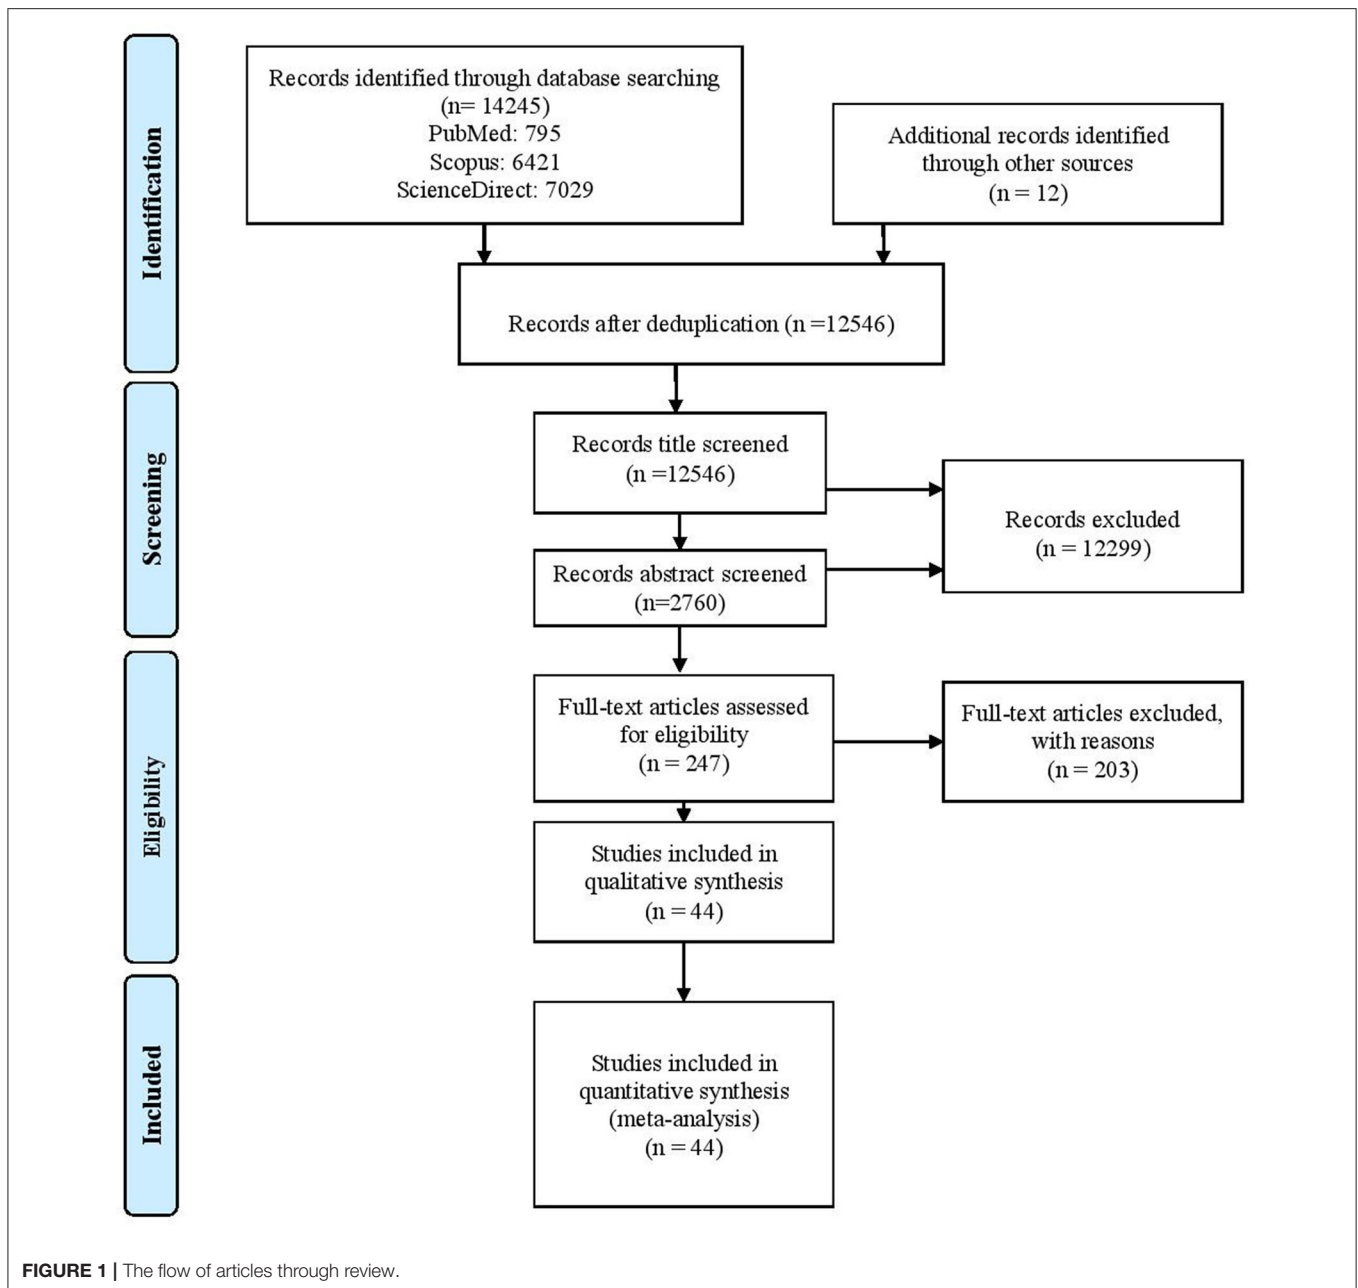 Identification
Records identified through database searching
(n= 14245)
PubMed: 795
Scopus: 6421
ScienceDirect: 7029
Additional records identified
through other sources
(n = 12)
Records after deduplication (n =12546)
Screening
Records title screened
(n =12546)
Records excluded
(n = 12299)
Records abstract screened
(n=2760)
Eligibility
Full-text articles assessed
for eligibility
(n = 247)
Full-text articles excluded,
with reasons
(n = 203)
Studies included in
qualitative synthesis
(n = 44)
Included
Studies included in
quantitative synthesis
(meta-analysis)
(n = 44)
FIGURE 1 | The flow of articles through review.